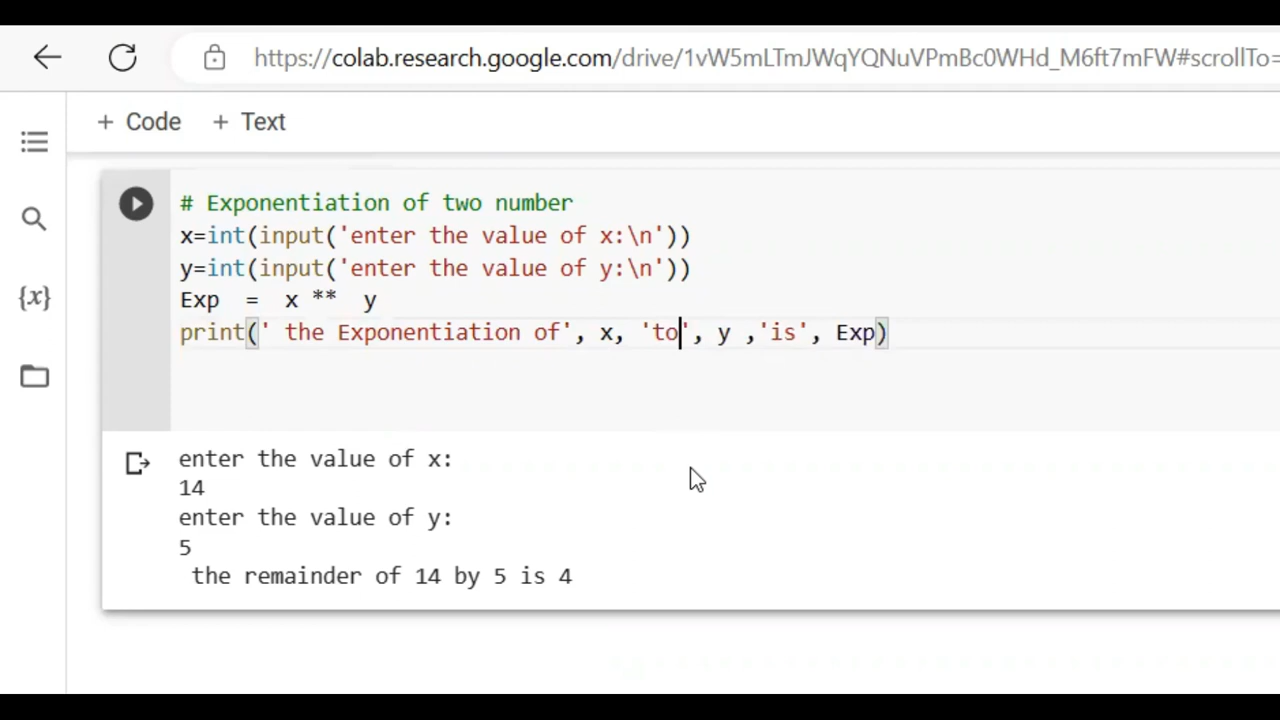 https://colab.research.google.com/drive/1vW5mLTmJWqYQNuVPmBc0WHd_M6ft7mFW#scrollTo=
+ Code + Text
# Exponentiation of two number
x=int(input('enter the value of x:\n'))
y=int(input('enter the value of y:\n'))
Exp  =  x **  y
print(' the Exponentiation of', x, 'to', y ,'is', Exp)
{x}
enter the value of x:
14
enter the value of y:
5
 the remainder of 14 by 5 is 4